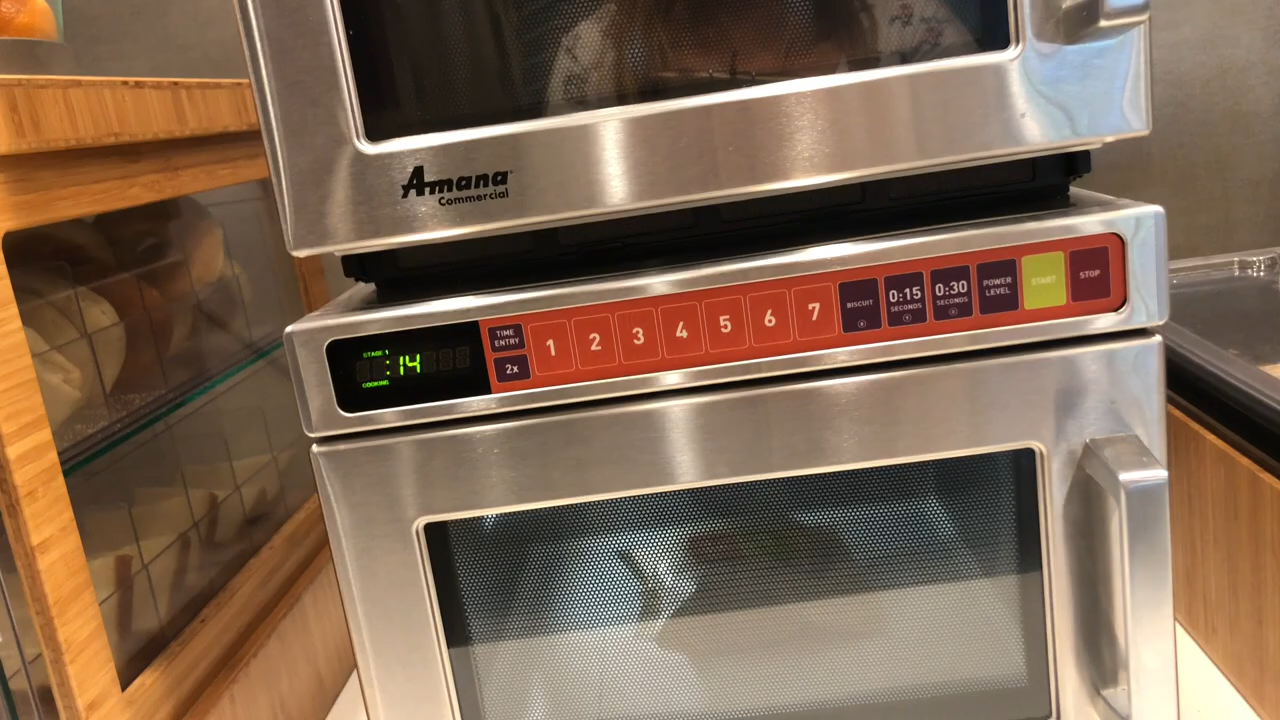 Amana
Commercial
STAGE 1
:14
COOKING
TIME
ENTRY
2x
1
2
3
4
5
6
7
BISCUIT
0:15
SECONDS
0:30
SECONDS
POWER
LEVEL
START
STOP